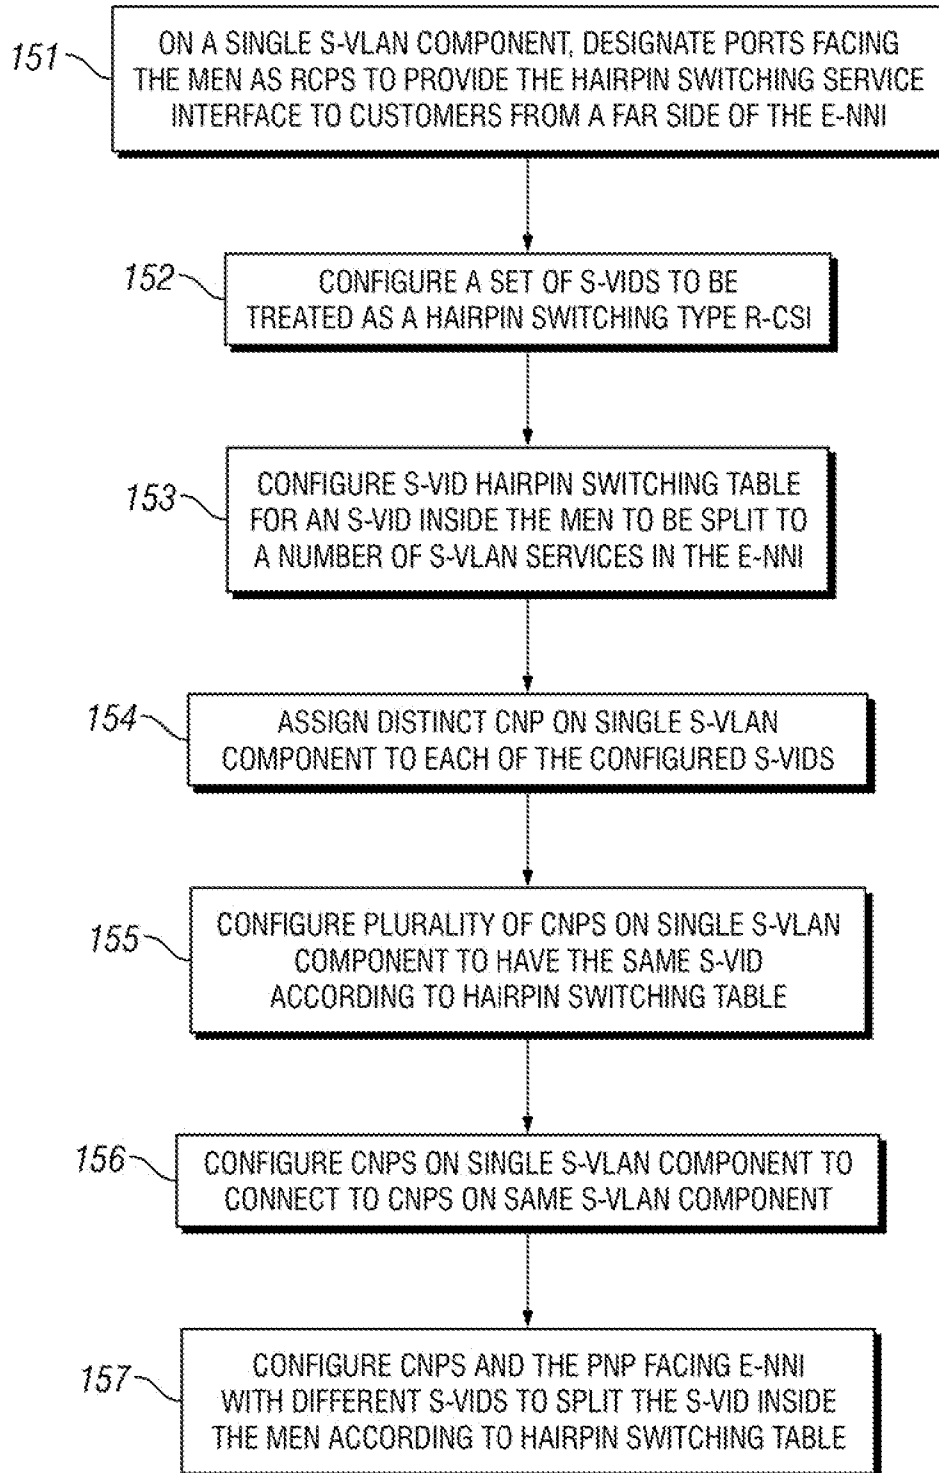 151
ON A SINGLE S-VLAN COMPONENT, DESIGNATE PORTS FACING
THE MEN AS RCPS TO PROVIDE THE HAIRPIN SWITCHING SERVICE
INTERFACE TO CUSTOMERS FROM A FAR SIDE OF THE E-NNI
152
CONFIGURE A SET OF S-VIDS TO BE
TREATED AS A HAIRPIN SWITCHING TYPE R-CSI
153
CONFIGURE S-VID HAIRPIN SWITCHING TABLE
FOR AN S-VID INSIDE THE MEN TO BE SPLIT TO
A NUMBER OF S-VLAN SERVICES IN THE E-NNI
154
ASSIGN DISTINCT CNP ON SINGLE S-VLAN
COMPONENT TO EACH OF THE CONFIGURED S-VIDS
155
CONFIGURE PLURALITY OF CNPS ON SINGLE S-VLAN
COMPONENT TO HAVE THE SAME S-VID
ACCORDING TO HAIRPIN SWITCHING TABLE
156
CONFIGURE CNPS ON SINGLE S-VLAN COMPONENT TO
CONNECT TO CNPS ON SAME S-VLAN COMPONENT
157
CONFIGURE CNPS AND THE PNP FACING E-NNI
WITH DIFFERENT S-VIDS TO SPLIT THE S-VID INSIDE
THE MEN ACCORDING TO HAIRPIN SWITCHING TABLE